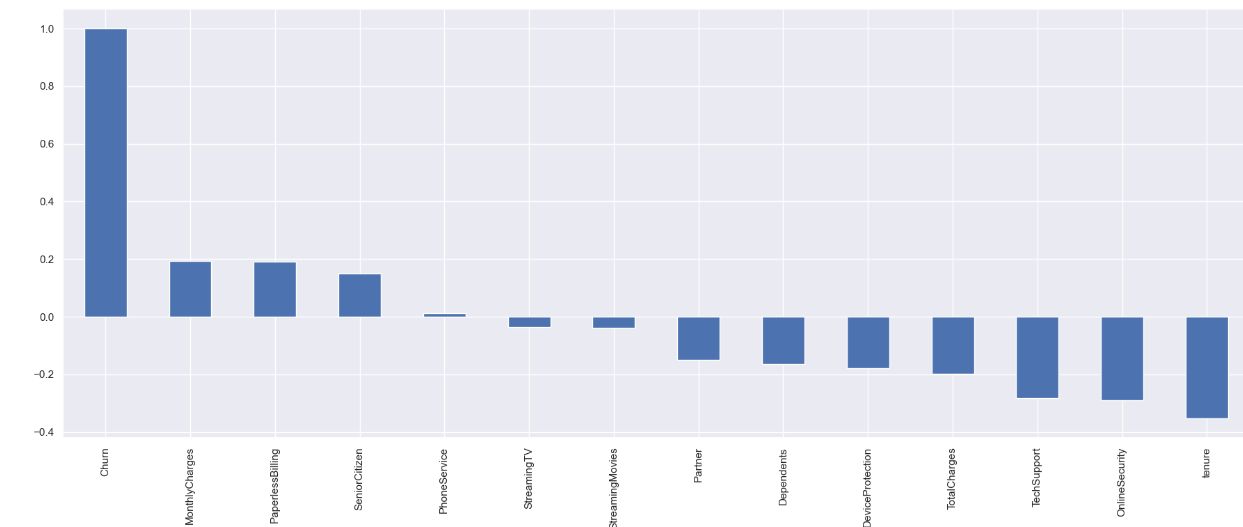 1.0
0.8
0.6
0.4
0.2
0.0
−0.2
−0.4
Churn
MonthlyCharges
PaperlessBilling
SeniorCitizen
PhoneService
StreamingTV
StreamingMovies
Partner
Dependents
DeviceProtection
TotalCharges
TechSupport
OnlineSecurity
tenure